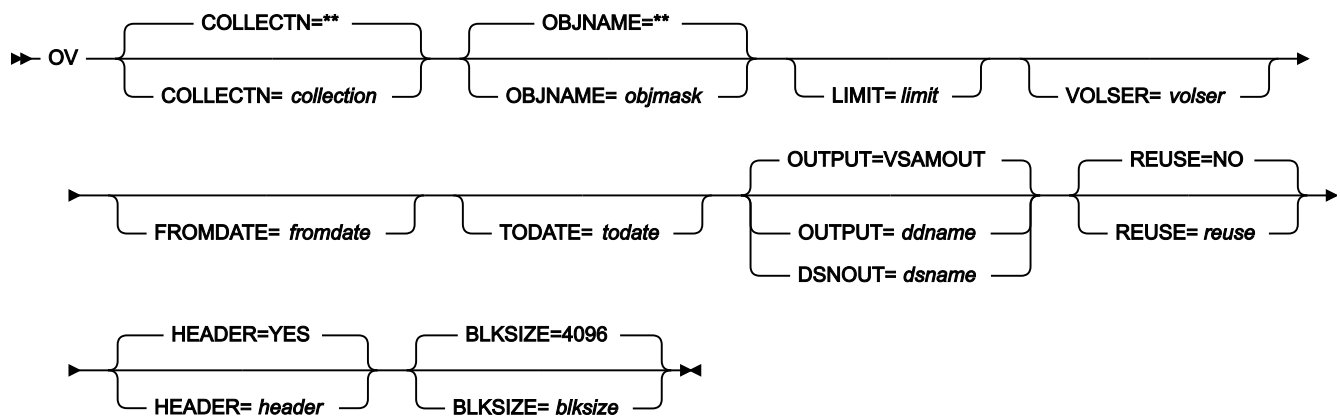 COLLECTN=** OBJNAME=**
OV
COLLECTN= collection OBJNAME= objmask LIMIT= limit VOLSER= volser
OUTPUT=VSAMOUT REUSE=NO
FROMDATE= fromdate TODATE= todate OUTPUT= ddname REUSE= reuse
DSNOUT= dsname
HEADER=YES BLKSIZE=4096
HEADER= header BLKSIZE= blksize